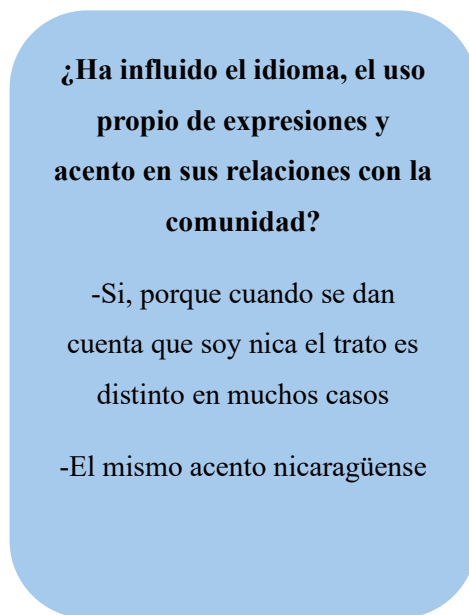 ¿Ha influido el idioma, el uso
propio de expresiones y
acento en sus relaciones con la
comunidad?
-Si, porque cuando se dan
cuenta que soy nica el trato es
distinto en muchos casos
-El mismo acento nicaragüense